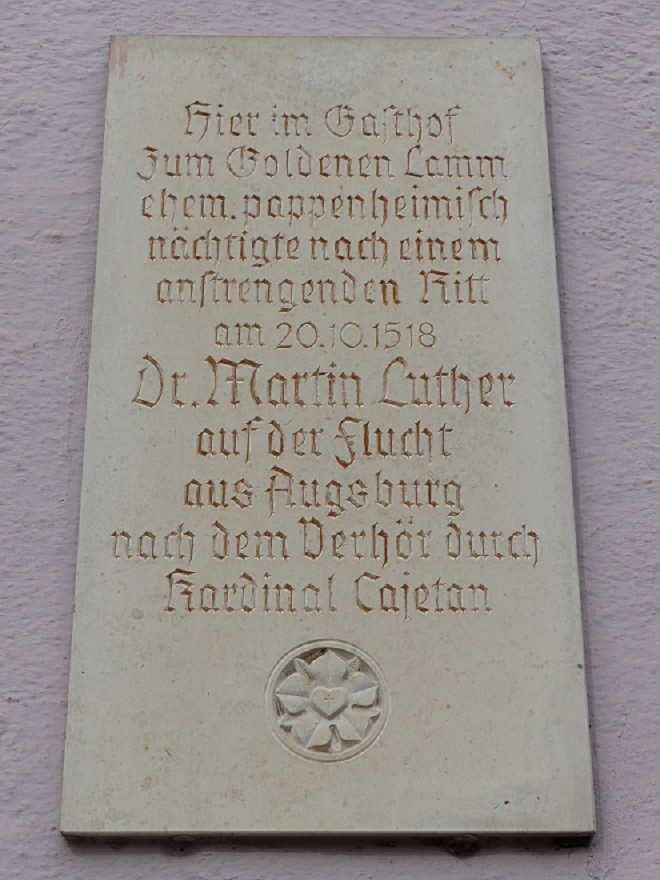 Hier im Gasthof
Zum Goldenen Lamm
ehem. pappenheimisch
nächtigte nach einem
anstrengenden Ritt
am 20.10.1518
Dr. Martin Luther
auf der Flucht
aus Augsburg
nach dem Verhör durch
Kardinal Cajetan